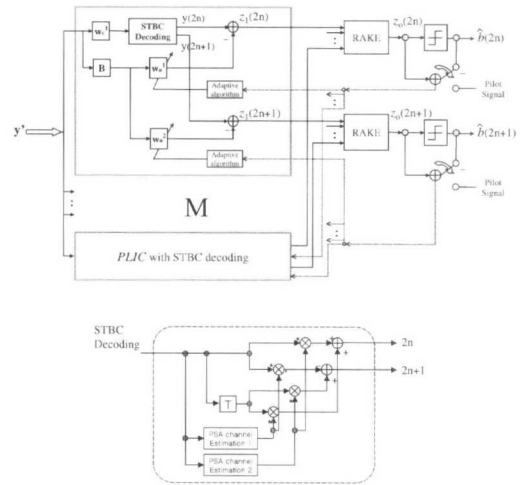 STBC
Decoding
y(2n)
y(2n+1)
z₁(2n)
RAKE
zₒ(2n)
b̂(2n)
B
Adaptive
algorithm
Pilot
Signal
y'
z₁(2n+1)
RAKE
zₒ(2n+1)
b̂(2n+1)
Adaptive
algorithm
Pilot
Signal
M
PLIC with STBC decoding
STBC
Decoding
2n
2n+1
T
PSA channel
Estimation 1
PSA channel
Estimation 2